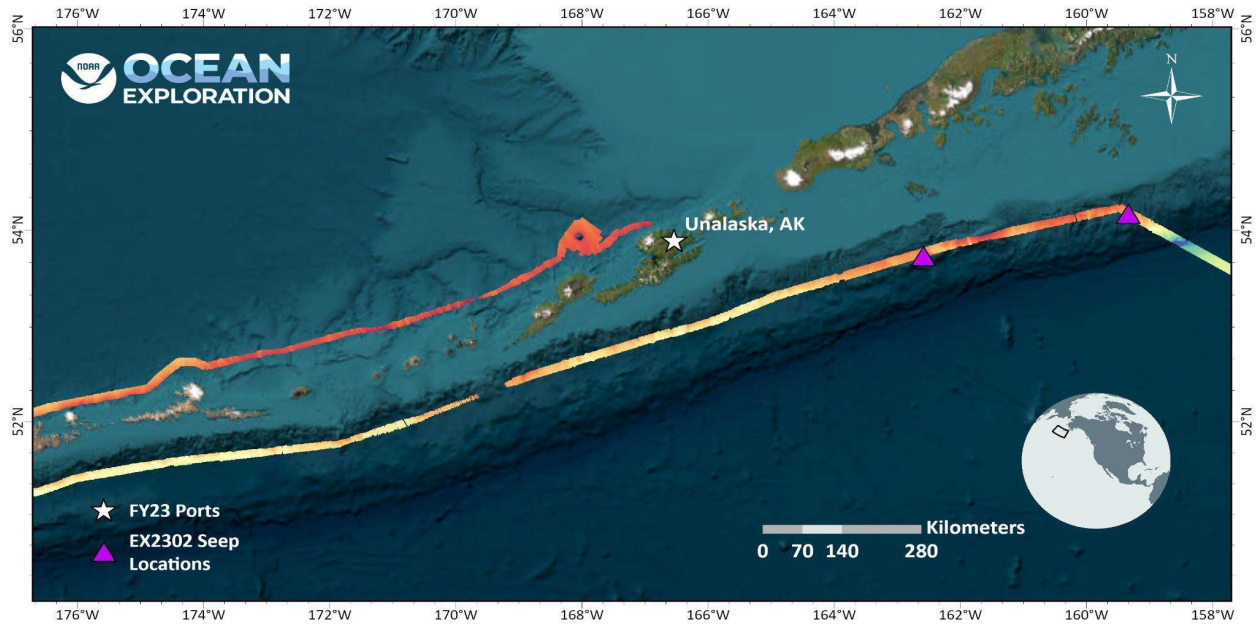 176°W 174°W 172°W 170°W 168°W 166°W 164°W 162°W 160°W 158°W
56°N 56°N
NOAA
OCEAN
EXPLORATION
N
54°N 54°N
Unalaska, AK
52°N 52°N
FY23 Ports
EX2302 Seep
Locations
Kilometers
0 70 140 280
176°W 174°W 172°W 170°W 168°W 166°W 164°W 162°W 160°W 158°W